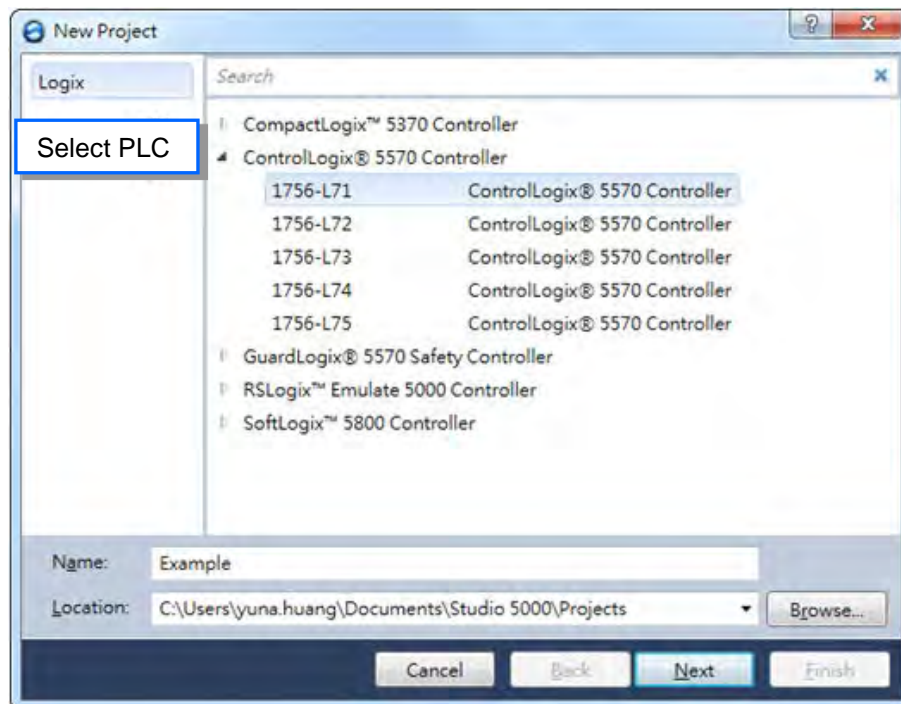 New Project
Logix
Search
Select PLC
CompactLogix™ 5370 Controller
ControlLogix® 5570 Controller
1756-L71 ControlLogix® 5570 Controller
1756-L72 ControlLogix® 5570 Controller
1756-L73 ControlLogix® 5570 Controller
1756-L74 ControlLogix® 5570 Controller
1756-L75 ControlLogix® 5570 Controller
GuardLogix® 5570 Safety Controller
RSLogix™ Emulate 5000 Controller
SoftLogix™ 5800 Controller
Name: Example
Location: C:\Users\yuna.huang\Documents\Studio 5000\Projects Browse...
Cancel Back Next Finish